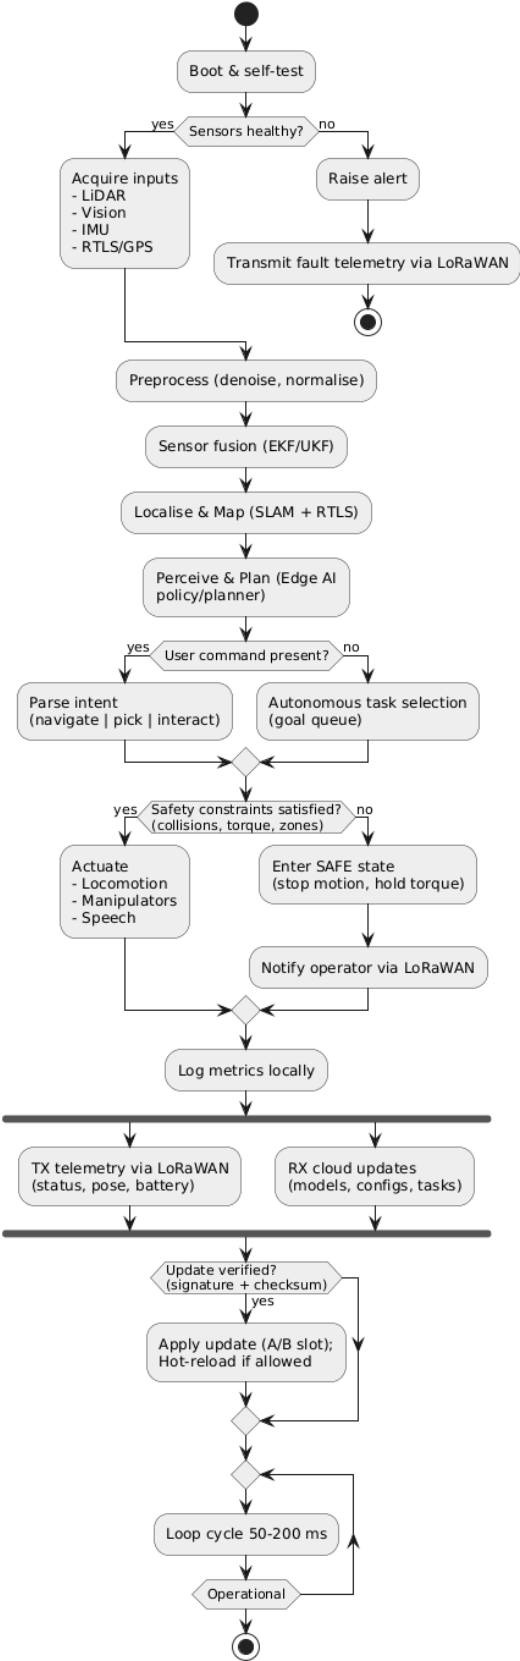 Boot & self-test
yes
Sensors healthy?
no
Acquire inputs
- LiDAR
- Vision
- IMU
- RTLS/GPS
Raise alert
Transmit fault telemetry via LoRaWAN
Preprocess (denoise, normalise)
Sensor fusion (EKF/UKF)
Localise & Map (SLAM + RTLS)
Perceive & Plan (Edge AI
policy/planner)
yes
User command present?
no
Parse intent
(navigate | pick | interact)
Autonomous task selection
(goal queue)
yes
Safety constraints satisfied?
(collisions, torque, zones)
no
Actuate
- Locomotion
- Manipulators
- Speech
Enter SAFE state
(stop motion, hold torque)
Notify operator via LoRaWAN
Log metrics locally
TX telemetry via LoRaWAN
(status, pose, battery)
RX cloud updates
(models, configs, tasks)
Update verified?
(signature + checksum)
yes
Apply update (A/B slot);
Hot-reload if allowed
Loop cycle 50-200 ms
Operational